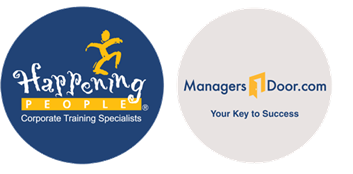 Happening
PEOPLE®
Corporate Training Specialists
Managers1Door.com
Your Key to Success